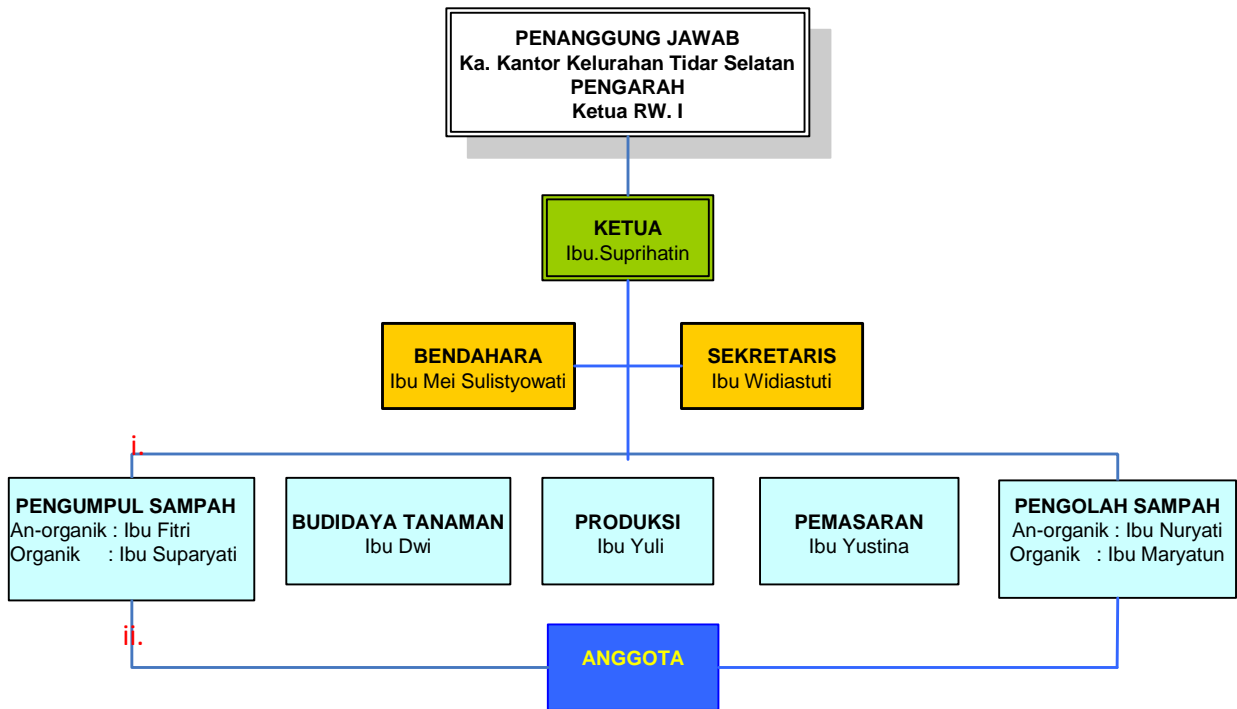 PENANGGUNG JAWAB
Ka. Kantor Kelurahan Tidar Selatan
PENGARAH
Ketua RW. I
KETUA
Ibu.Suprihatin
BENDAHARA
Ibu Mei Sulistyowati
SEKRETARIS
Ibu Widiastuti
i.
PENGUMPUL SAMPAH
An-organik : Ibu Fitri
Organik : Ibu Suparyati
BUDIDAYA TANAMAN
Ibu Dwi
PRODUKSI
Ibu Yuli
PEMASARAN
Ibu Yustina
PENGOLAH SAMPAH
An-organik : Ibu Nuryati
Organik : Ibu Maryatun
ii.
ANGGOTA